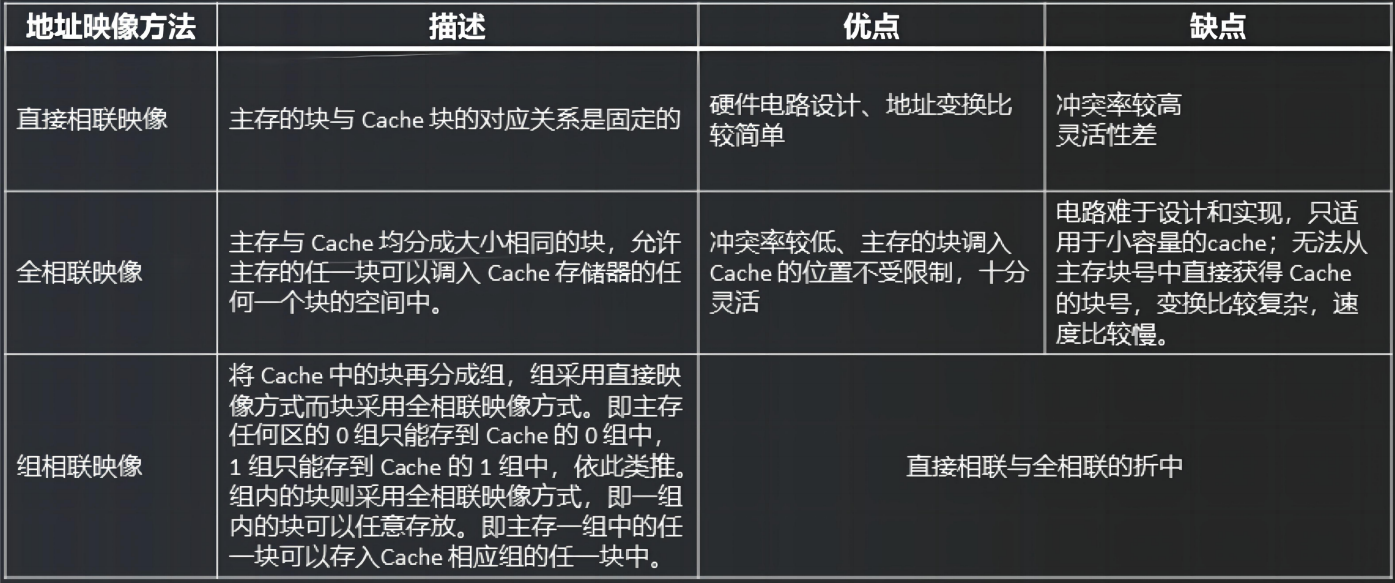 地址映像方法
描述
优点
缺点
直接相联映像
主存的块与 Cache 块的对应关系是固定的
硬件电路设计、地址变换比
较简单
冲突率较高
灵活性差
全相联映像
主存与 Cache 均分成大小相同的块，允许
主存的任一块可以调入 Cache 存储器的任
何一个块的空间中。
冲突率较低、主存的块调入
Cache 的位置不受限制，十分
灵活
电路难于设计和实现，只适
用于小容量的cache；无法从
主存块号中直接获得 Cache
的块号，变换比较复杂，速
度比较慢。
组相联映像
将 Cache 中的块再分成组，组采用直接映
像方式而块采用全相联映像方式。即主存
任何区的 0 组只能存到 Cache 的 0 组中，
1 组只能存到 Cache 的 1 组中，依此类推。
组内的块则采用全相联映像方式，即一组
内的块可以任意存放。即主存一组中的任
一块可以存入Cache 相应组的任一块中。
直接相联与全相联的折中